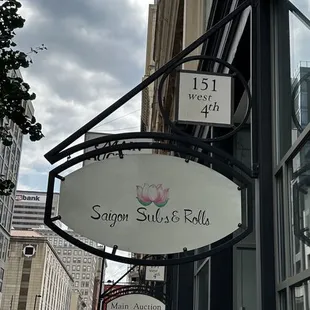 151
west
4th
Saigon Subs & Rolls
bank
Main Auction